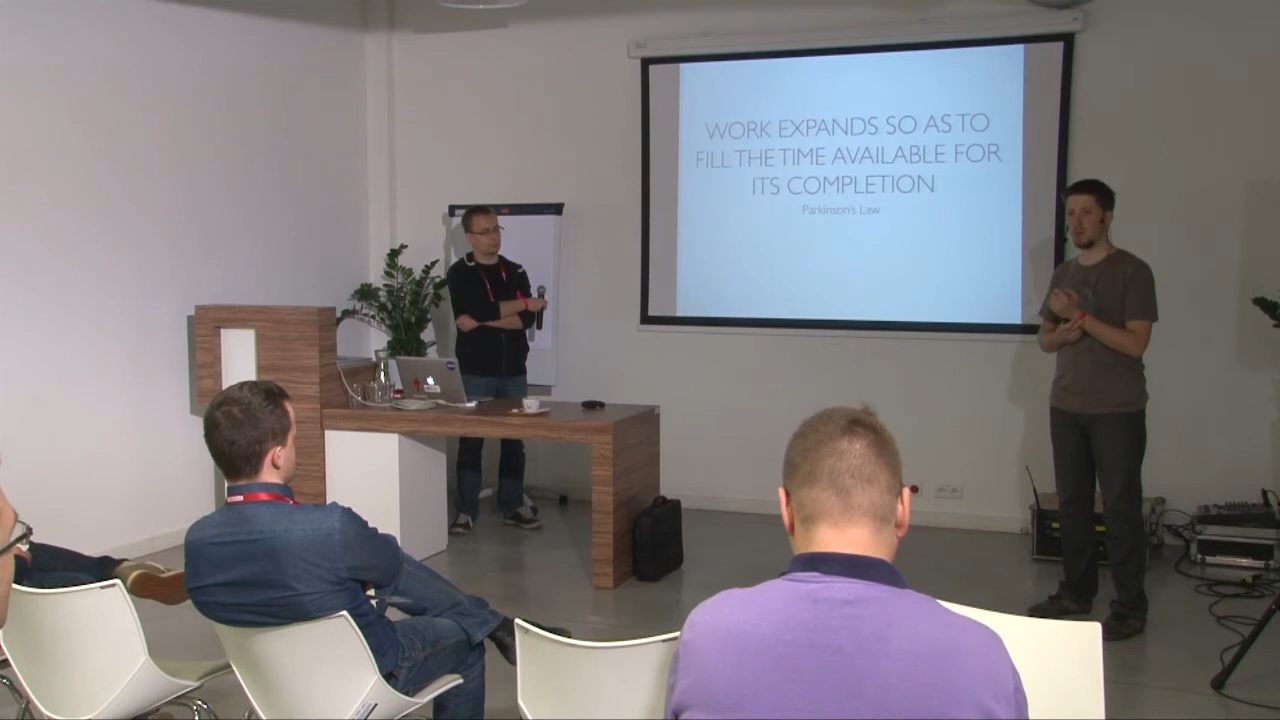 WORK EXPANDS SO AS TO
FILL THE TIME AVAILABLE FOR
ITS COMPLETION
Parkinson's Law